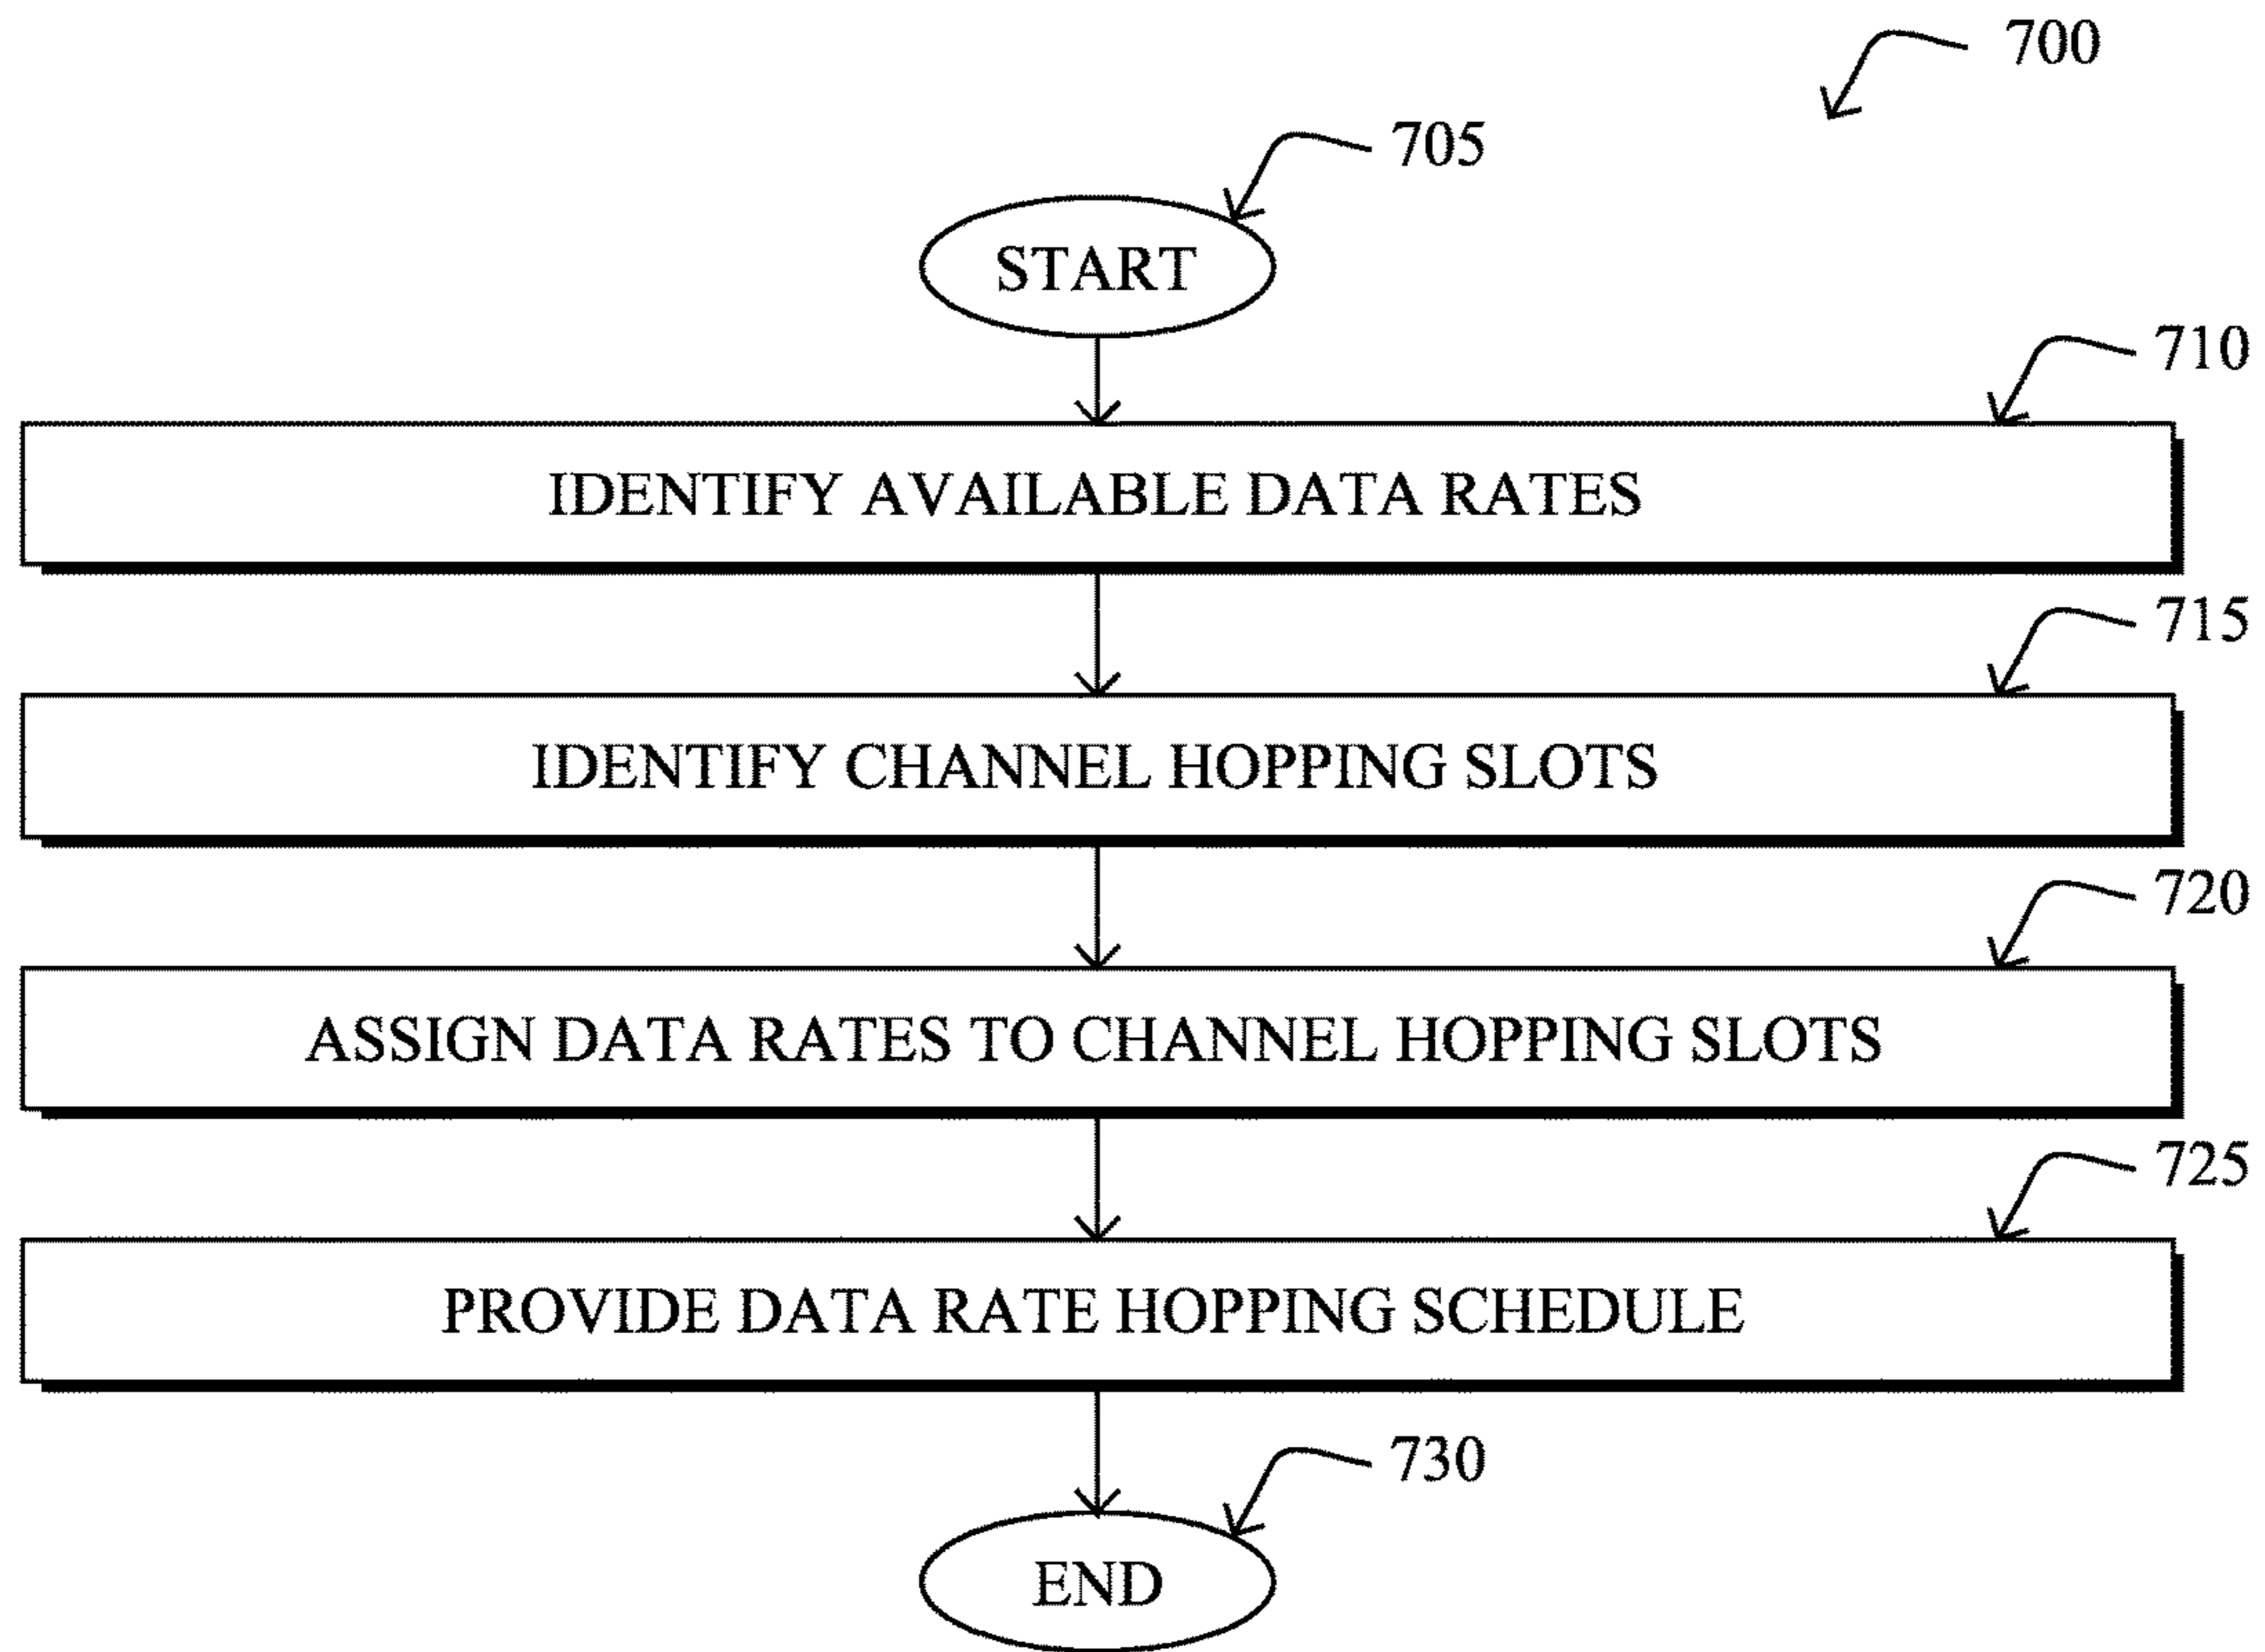 700
705
START
710
IDENTIFY AVAILABLE DATA RATES
715
IDENTIFY CHANNEL HOPPING SLOTS
720
ASSIGN DATA RATES TO CHANNEL HOPPING SLOTS
725
PROVIDE DATA RATE HOPPING SCHEDULE
730
END